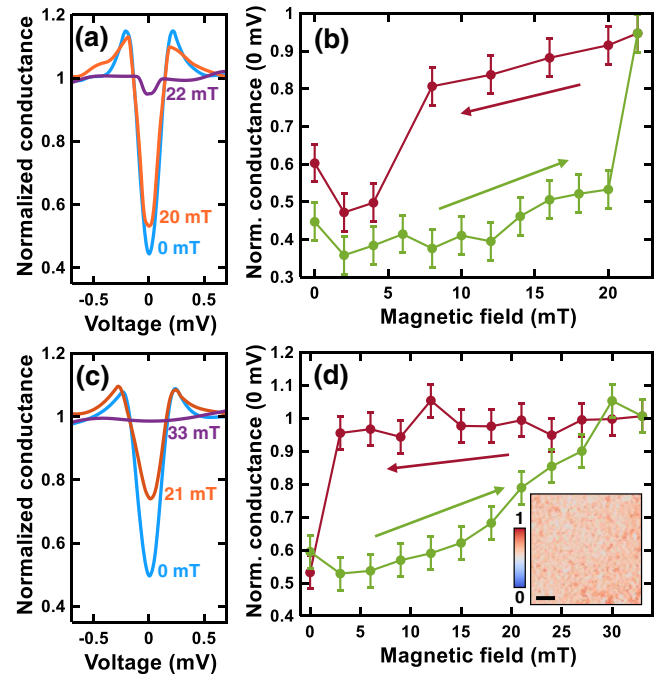 (a)
Normalized conductance
1.2
1
0.8
0.6
0.4
22 mT
20 mT
0 mT
-0.5
0
0.5
Voltage (mV)
(b)
Norm. conductance (0 mV)
1
0.9
0.8
0.7
0.6
0.5
0.4
0.3
0
5
10
15
20
Magnetic field (mT)
(c)
Normalized conductance
1.2
1
0.8
0.6
0.4
33 mT
21 mT
0 mT
-0.5
0
0.5
Voltage (mV)
(d)
Norm. conductance (0 mV)
1.2
1.1
1.0
0.9
0.8
0.7
0.6
0.5
0.4
1
0
0
5
10
15
20
25
30
Magnetic field (mT)